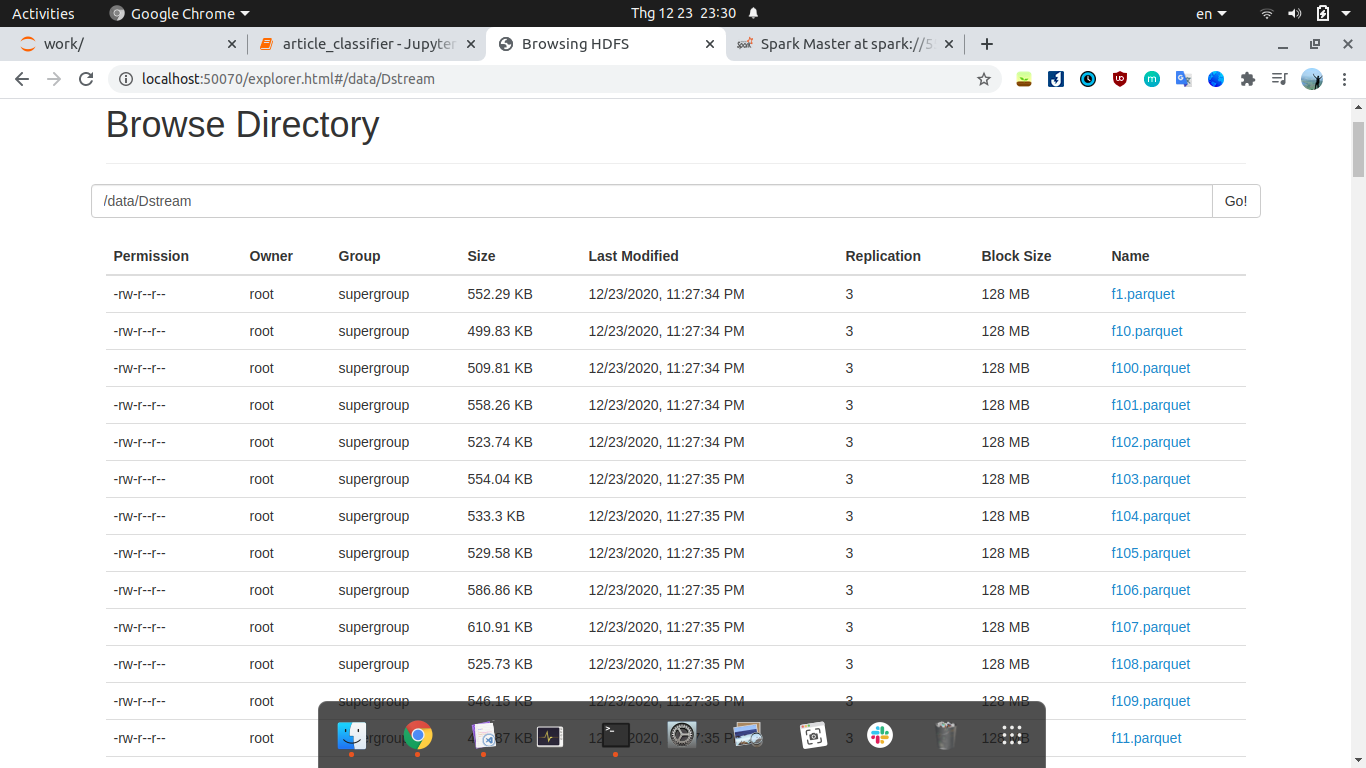 Activities Google Chrome Thg 12 23 23:30 en
work/ article_classifier - Jupyter Browsing HDFS Spark Master at spark://5
localhost:50070/explorer.html#/data/Dstream
Browse Directory
/data/Dstream Go!
Permission Owner Group Size Last Modified Replication Block Size Name
-rw-r--r-- root supergroup 552.29 KB 12/23/2020, 11:27:34 PM 3 128 MB f1.parquet
-rw-r--r-- root supergroup 499.83 KB 12/23/2020, 11:27:34 PM 3 128 MB f10.parquet
-rw-r--r-- root supergroup 509.81 KB 12/23/2020, 11:27:34 PM 3 128 MB f100.parquet
-rw-r--r-- root supergroup 558.26 KB 12/23/2020, 11:27:34 PM 3 128 MB f101.parquet
-rw-r--r-- root supergroup 523.74 KB 12/23/2020, 11:27:34 PM 3 128 MB f102.parquet
-rw-r--r-- root supergroup 554.04 KB 12/23/2020, 11:27:35 PM 3 128 MB f103.parquet
-rw-r--r-- root supergroup 533.3 KB 12/23/2020, 11:27:35 PM 3 128 MB f104.parquet
-rw-r--r-- root supergroup 529.58 KB 12/23/2020, 11:27:35 PM 3 128 MB f105.parquet
-rw-r--r-- root supergroup 586.86 KB 12/23/2020, 11:27:35 PM 3 128 MB f106.parquet
-rw-r--r-- root supergroup 610.91 KB 12/23/2020, 11:27:35 PM 3 128 MB f107.parquet
-rw-r--r-- root supergroup 525.73 KB 12/23/2020, 11:27:35 PM 3 128 MB f108.parquet
-rw-r--r-- root supergroup 546.15 KB 12/23/2020, 11:27:35 PM 3 128 MB f109.parquet
-rw-r--r-- root KB PM 3 MB f11.parquet